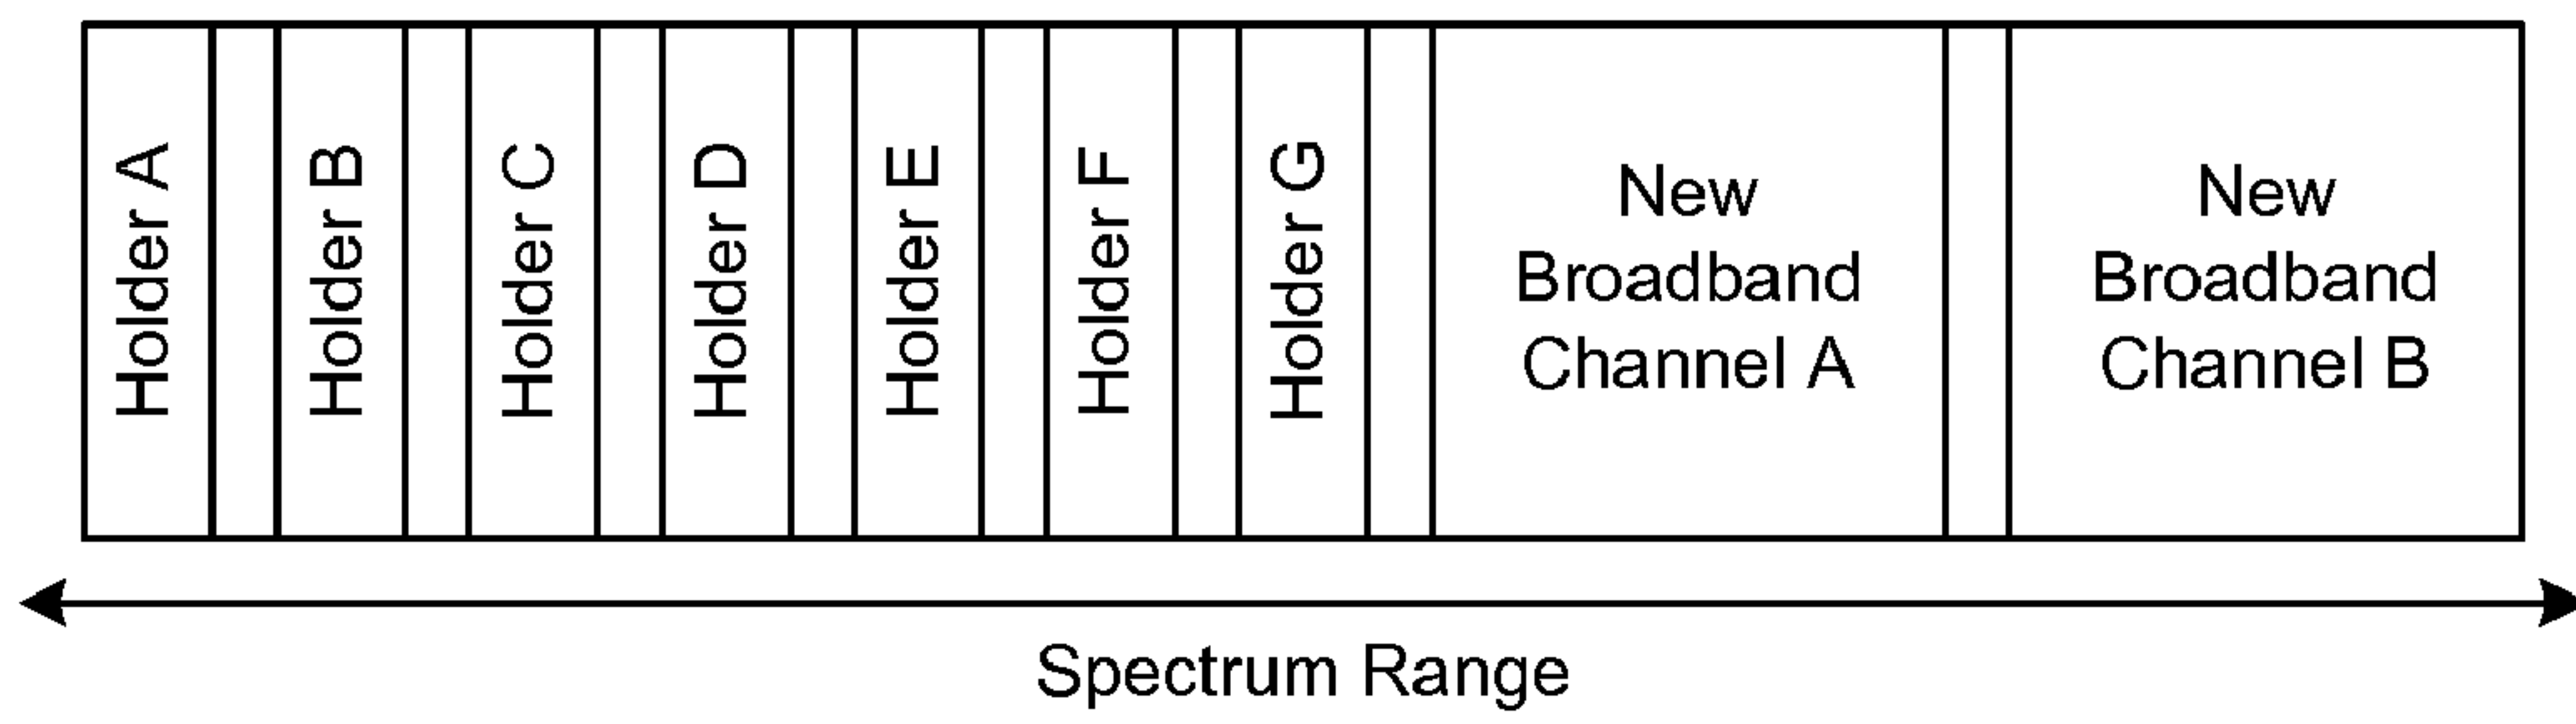 Holder A
Holder B
Holder C
Holder D
Holder E
Holder F
Holder G
New
Broadband
Channel A
New
Broadband
Channel B
Spectrum Range